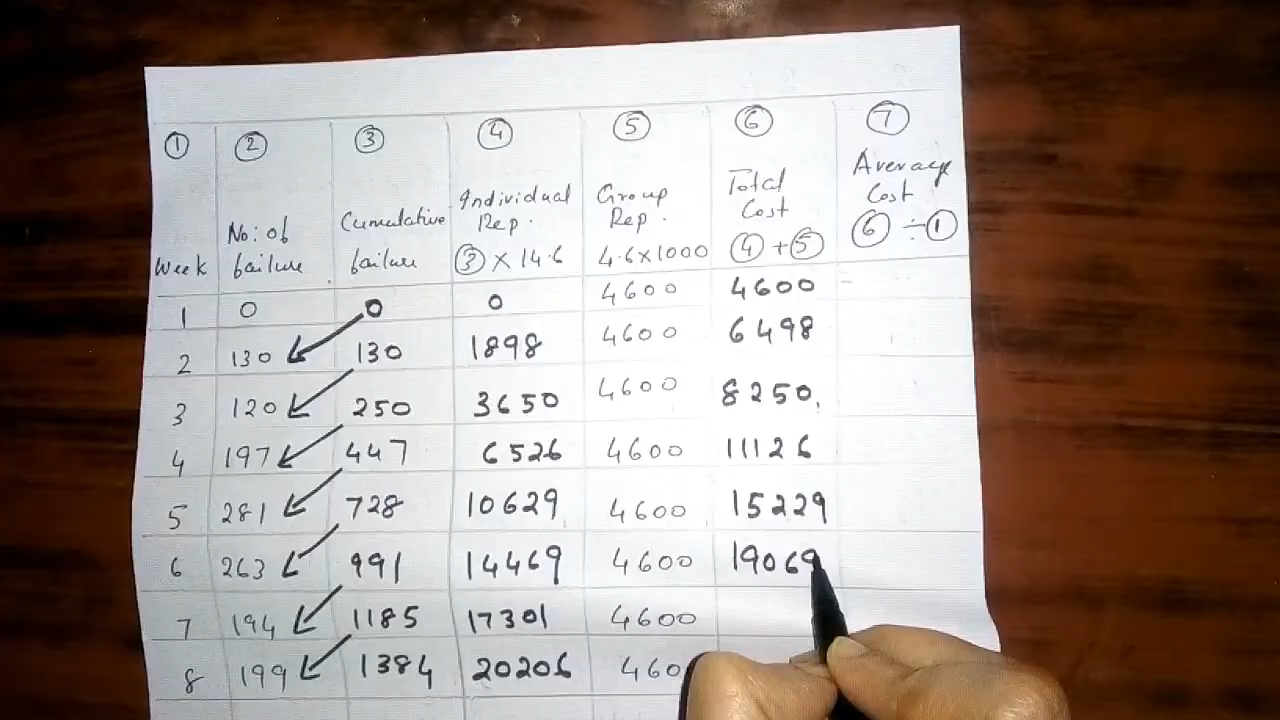 ① ② ③ ④ ⑤ ⑥ ⑦
Week No: of failure Cumulative failure Individual Rep. ③ × 14.6 Group Rep. 4.6×1000 Total Cost ④ + ⑤ Average Cost ⑥ ÷ ①
1 0 0 0 4600 4600
2 130 130 1898 4600 6498
3 120 250 3650 4600 8250
4 197 447 6526 4600 11126
5 281 728 10629 4600 15229
6 263 991 14469 4600 19069
7 194 1185 17301 4600
8 199 1384 20206 460